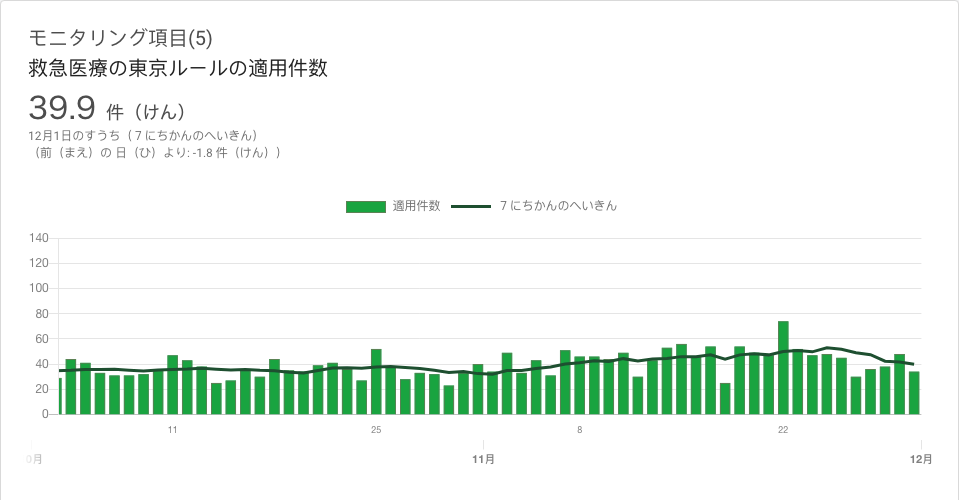 モニタリング項目(5)
救急医療の東京ルールの適用件数
39.9 件（けん）
12月1日のすうち（７にちかんのへいきん）
（前（まえ）の 日（ひ）より: -1.8 件（けん））
適用件数 ７にちかんのへいきん
140
120
100
80
60
40
20
0
11 25 8 22
0月 11月 12月